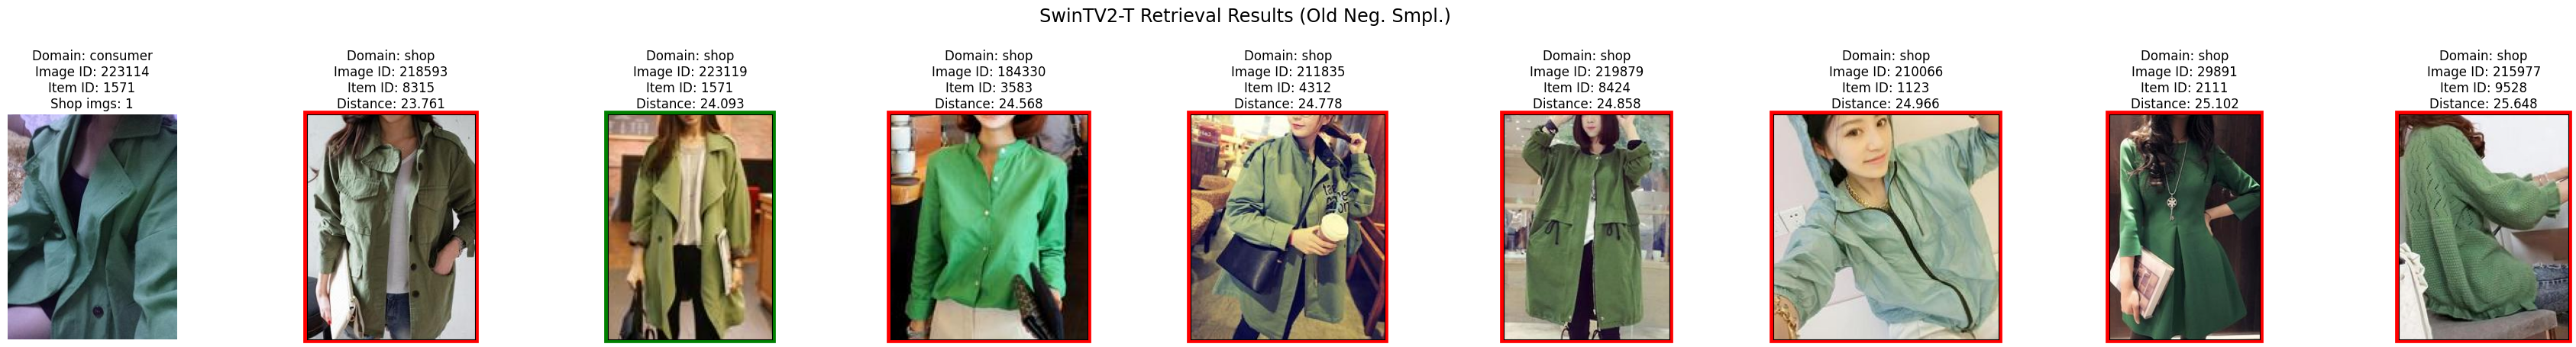 SwinTV2-T Retrieval Results (Old Neg. Smpl.)
Domain: consumer
Image ID: 223114
Item ID: 1571
Shop imgs: 1
Domain: shop
Image ID: 218593
Item ID: 8315
Distance: 23.761
Domain: shop
Image ID: 223119
Item ID: 1571
Distance: 24.093
Domain: shop
Image ID: 184330
Item ID: 3583
Distance: 24.568
Domain: shop
Image ID: 211835
Item ID: 4312
Distance: 24.778
Domain: shop
Image ID: 219879
Item ID: 8424
Distance: 24.858
Domain: shop
Image ID: 210066
Item ID: 1123
Distance: 24.966
Domain: shop
Image ID: 29891
Item ID: 2111
Distance: 25.102
Domain: shop
Image ID: 215977
Item ID: 9528
Distance: 25.648